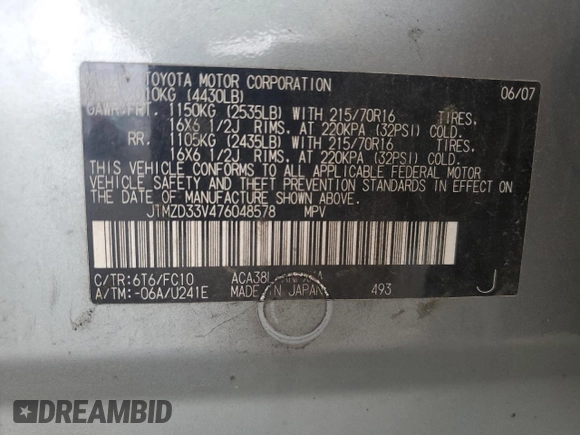 TOYOTA MOTOR CORPORATION 06/07
10KG (4430LB)
GAWR FRT. 1150KG (2535LB) WITH 215/70R16 TIRES,
16X6 1/2J RIMS, AT 220KPA (32PSI) COLD.
RR. 1105KG (2435LB) WITH 215/70R16 TIRES
16X6 1/2J RIMS, AT 220KPA (32PSI) COLD.
THIS VEHICLE CONFORMS TO ALL APPLICABLE FEDERAL MOTOR
VEHICLE SAFETY AND THEFT PREVENTION STANDARDS IN EFFECT ON
THE DATE OF MANUFACTURE SHOWN ABOVE.
J1MZD33V476048578 MPV
C/TR:6T6/FC10 ACA38L
A/TM:-06A/U241E MADE IN JAPAN 493 J
DREAMBID